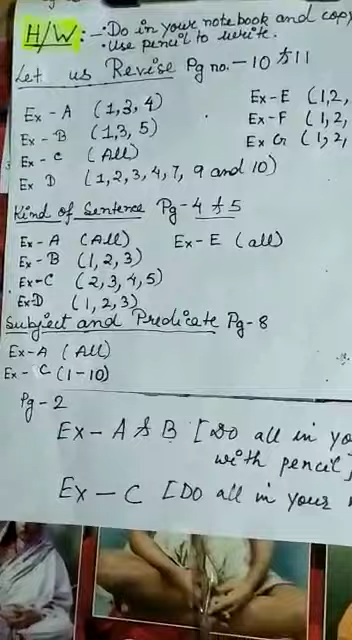 H/W :- • Do in your notebook and copy
• Use pencil to write.
Let us Revise Pg no. - 10 & 11
Ex - A (1,3,4)
Ex - B (1,3,5)
Ex - C (All)
Ex D (1,2,3,4,7, 9 and 10)
Ex - E (1,2,
Ex - F (1,2,
Ex G (1,2,
Kind of Sentence Pg - 4 & 5
Ex - A (All)
Ex - B (1,2,3)
Ex - C (2,3,4,5)
Ex D (1,2,3)
Ex - E (all)
Subject and Predicate Pg - 8
Ex - A (All)
Ex - C (1-10)
Pg - 2
Ex - A & B [Do all in yo
with pencil]
Ex - C [Do all in your